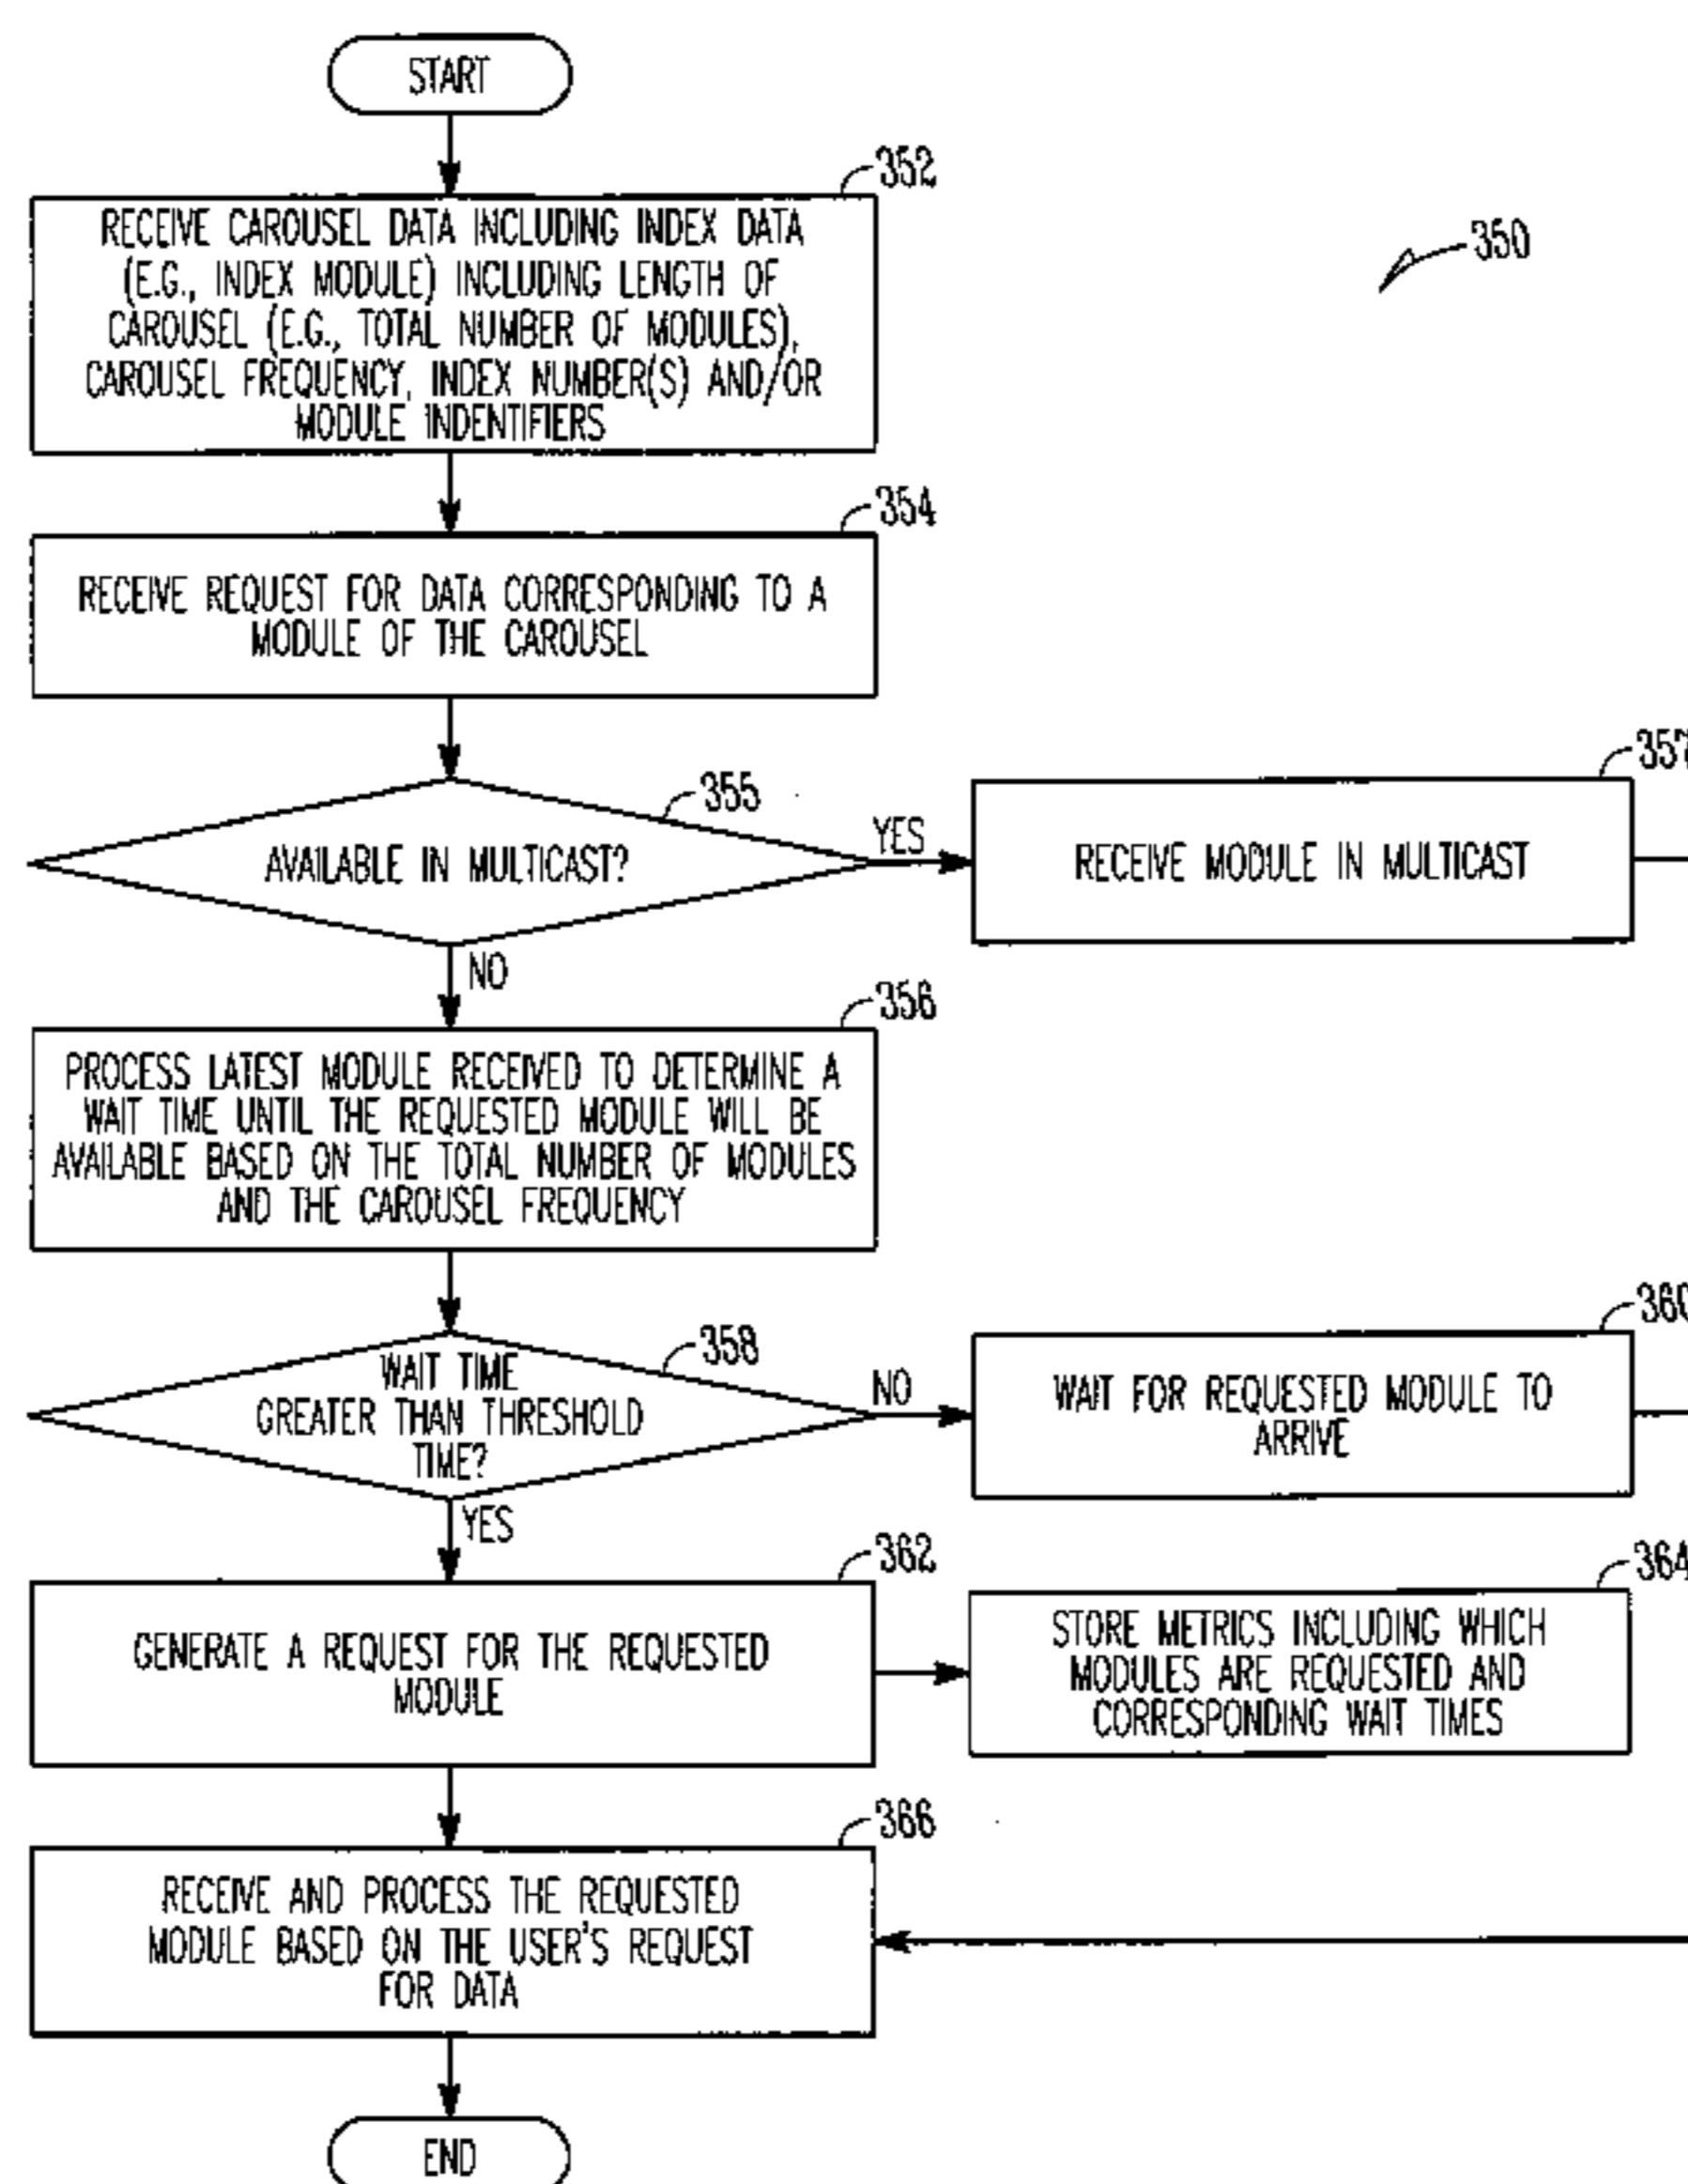 START
352
RECEIVE CAROUSEL DATA INCLUDING INDEX DATA
(E.G., INDEX MODULE) INCLUDING LENGTH OF
CAROUSEL (E.G., TOTAL NUMBER OF MODULES),
CAROUSEL FREQUENCY, INDEX NUMBER(S) AND/OR
MODULE INDENTIFIERS
350
354
RECEIVE REQUEST FOR DATA CORRESPONDING TO A
MODULE OF THE CAROUSEL
355
AVAILABLE IN MULTICAST?
YES
357
RECEIVE MODULE IN MULTICAST
NO
356
PROCESS LATEST MODULE RECEIVED TO DETERMINE A
WAIT TIME UNTIL THE REQUESTED MODULE WILL BE
AVAILABLE BASED ON THE TOTAL NUMBER OF MODULES
AND THE CAROUSEL FREQUENCY
358
WAIT TIME
GREATER THAN THRESHOLD
TIME?
NO
360
WAIT FOR REQUESTED MODULE TO
ARRIVE
YES
362
GENERATE A REQUEST FOR THE REQUESTED
MODULE
364
STORE METRICS INCLUDING WHICH
MODULES ARE REQUESTED AND
CORRESPONDING WAIT TIMES
366
RECEIVE AND PROCESS THE REQUESTED
MODULE BASED ON THE USER'S REQUEST
FOR DATA
END